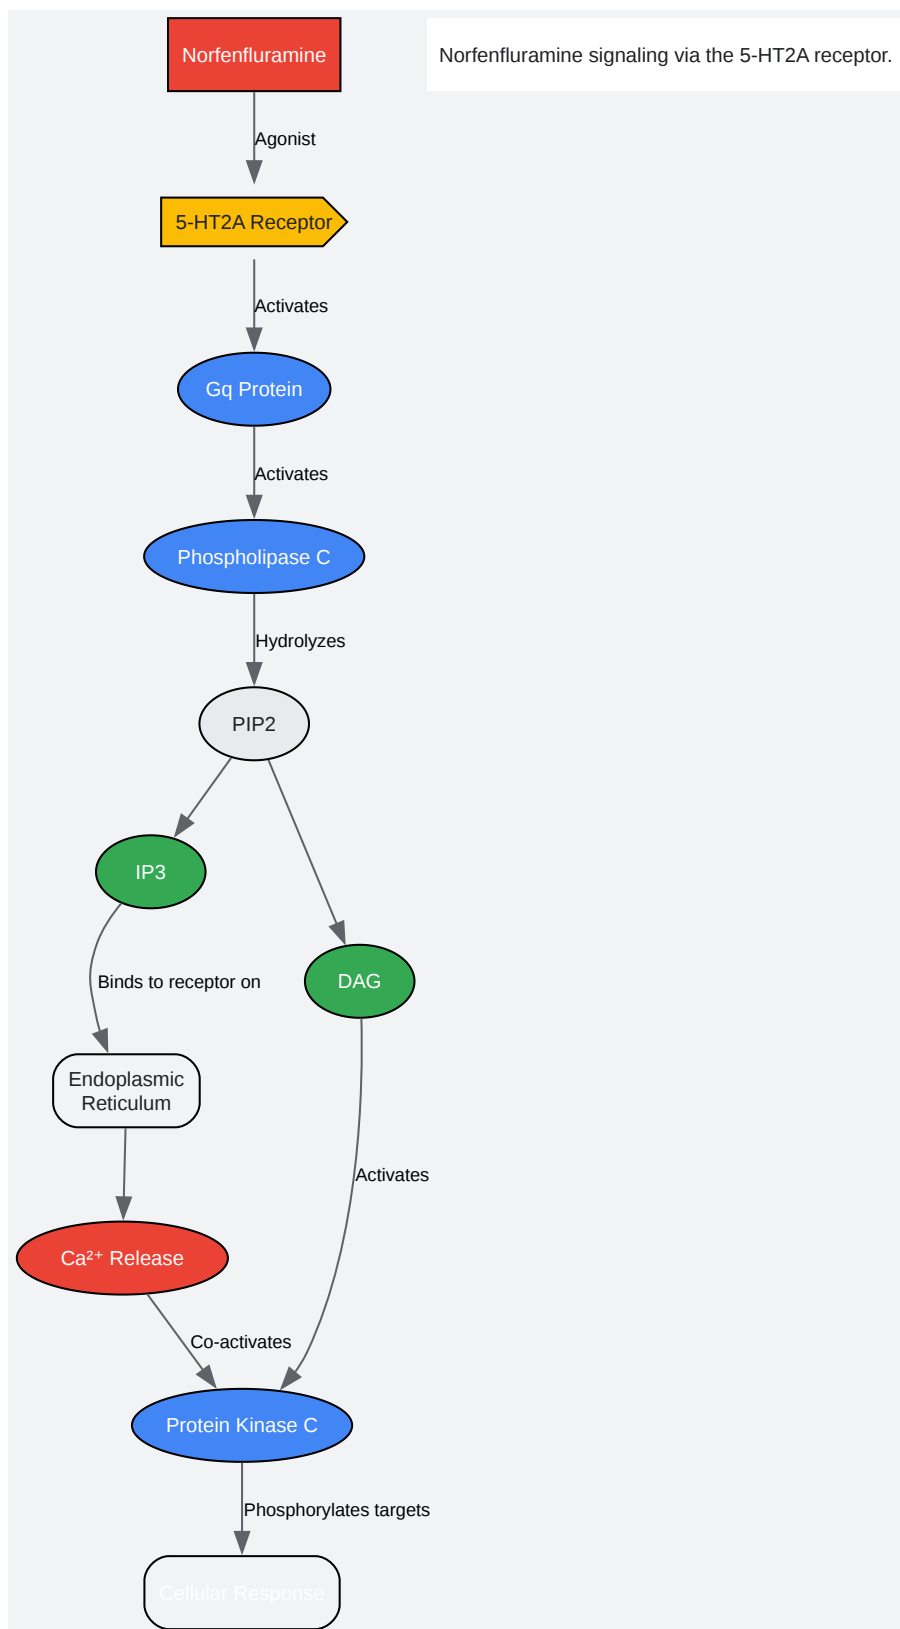 Norfenfluramine
Norfenfluramine signaling via the 5-HT2A receptor.
Agonist
5-HT2A Receptor
Activates
Gq Protein
Activates
Phospholipase C
Hydrolyzes
PIP2
IP3
DAG
Binds to receptor on
Endoplasmic
Reticulum
Activates
Ca²⁺ Release
Co-activates
Protein Kinase C
Phosphorylates targets
Cellular Response